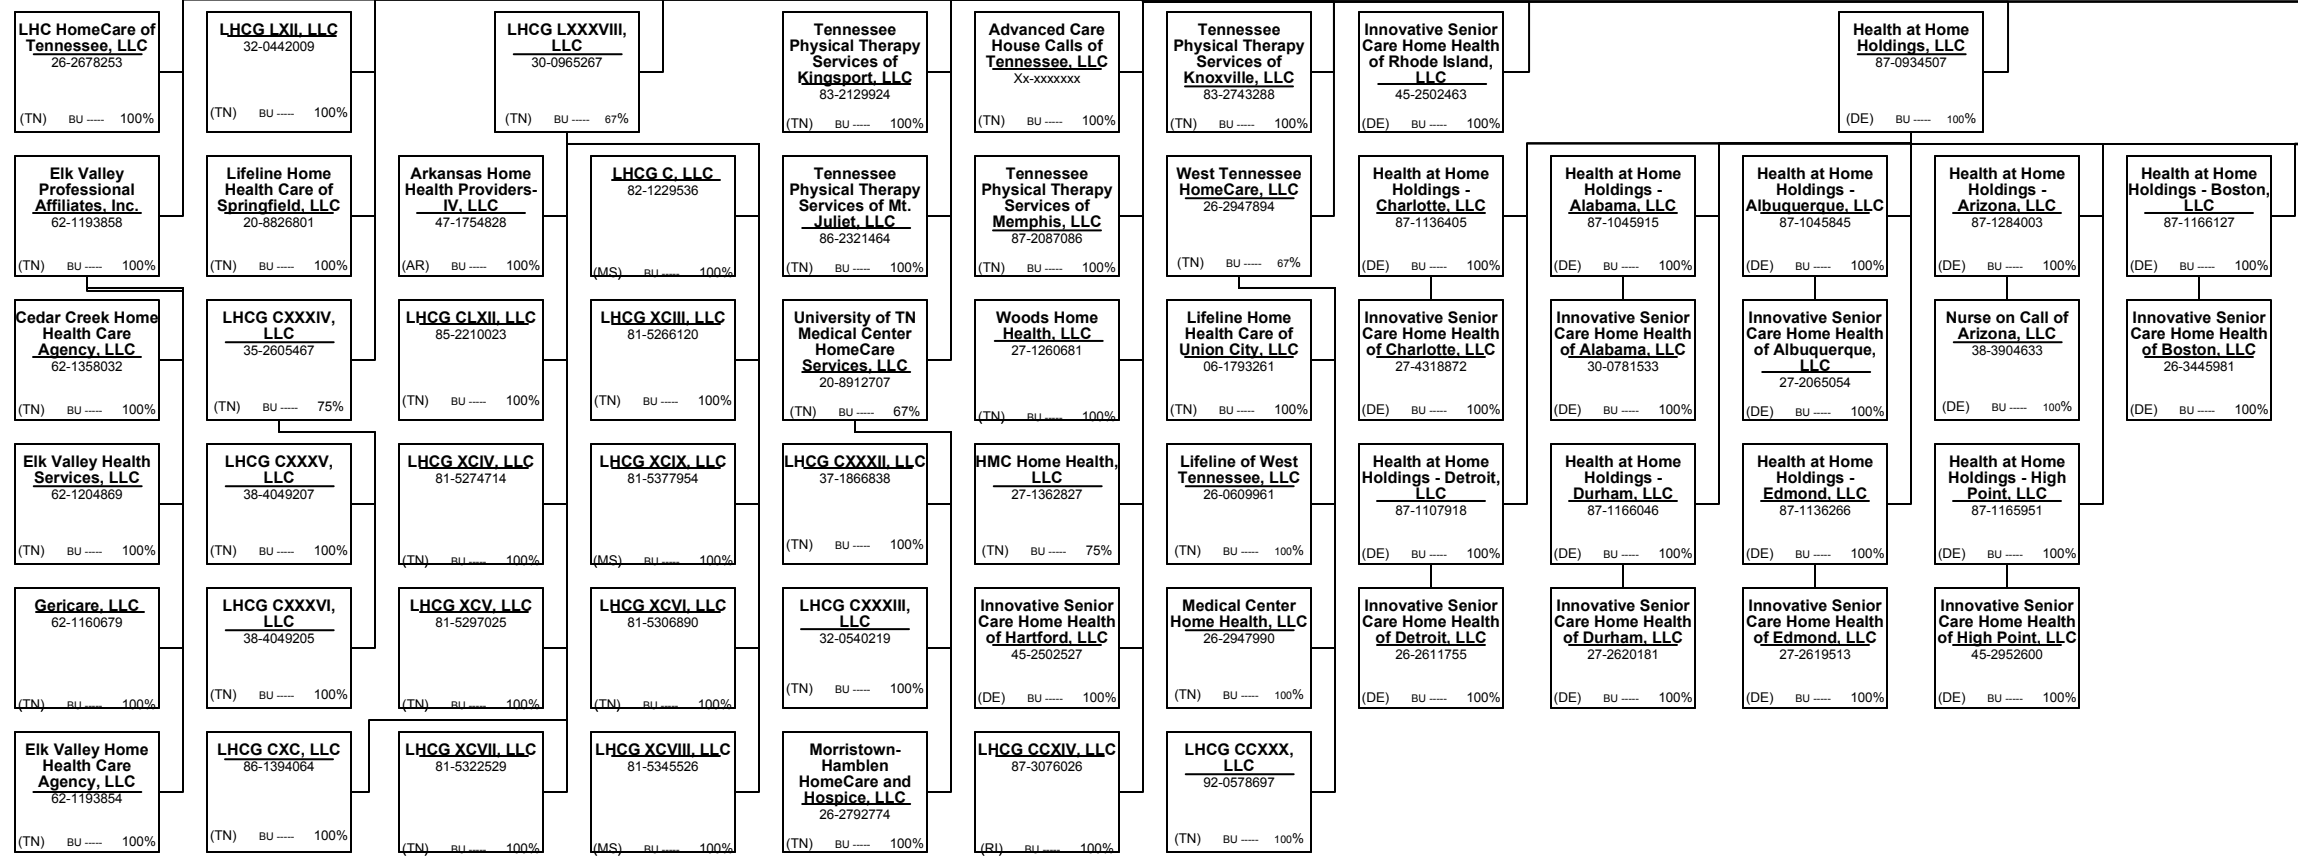 LHC HomeCare of
Tennessee, LLC
26-2678253
(TN) BU ----- 100%
LHCG LXII, LLC
32-0442009
(TN) BU ----- 100%
LHCG LXXXVIII,
LLC
30-0965267
(TN) BU ----- 67%
Tennessee
Physical Therapy
Services of
Kingsport, LLC
83-2129924
(TN) BU ----- 100%
Advanced Care
House Calls of
Tennessee, LLC
Xx-xxxxxxx
(TN) BU ----- 100%
Tennessee
Physical Therapy
Services of
Knoxville, LLC
83-2743288
(TN) BU ----- 100%
Innovative Senior
Care Home Health
of Rhode Island,
LLC
45-2502463
(DE) BU ----- 100%
Health at Home
Holdings, LLC
87-0934507
(DE) BU ----- 100%
Elk Valley
Professional
Affiliates, Inc.
62-1193858
(TN) BU ----- 100%
Lifeline Home
Health Care of
Springfield, LLC
20-8826801
(TN) BU ----- 100%
Arkansas Home
Health Providers-
IV, LLC
47-1754828
(AR) BU ----- 100%
LHCG C, LLC
82-1229536
(MS) BU ----- 100%
Tennessee
Physical Therapy
Services of Mt.
Juliet, LLC
86-2321464
(TN) BU ----- 100%
Tennessee
Physical Therapy
Services of
Memphis, LLC
87-2087086
(TN) BU ----- 100%
West Tennessee
HomeCare, LLC
26-2947894
(TN) BU ----- 67%
Health at Home
Holdings -
Charlotte, LLC
87-1136405
(DE) BU ----- 100%
Health at Home
Holdings -
Alabama, LLC
87-1045915
(DE) BU ----- 100%
Health at Home
Holdings -
Albuquerque, LLC
87-1045845
(DE) BU ----- 100%
Health at Home
Holdings -
Arizona, LLC
87-1284003
(DE) BU ----- 100%
Health at Home
Holdings - Boston,
LLC
87-1166127
(DE) BU ----- 100%
Cedar Creek Home
Health Care
Agency, LLC
62-1358032
(TN) BU ----- 100%
LHCG CXXXIV,
LLC
35-2605467
(TN) BU ----- 75%
LHCG CLXII, LLC
85-2210023
(TN) BU ----- 100%
LHCG XCIII, LLC
81-5266120
(TN) BU ----- 100%
University of TN
Medical Center
HomeCare
Services, LLC
20-8912707
(TN) BU ----- 67%
Woods Home
Health, LLC
27-1260681
(TN) BU ----- 100%
Lifeline Home
Health Care of
Union City, LLC
06-1793261
(TN) BU ----- 100%
Innovative Senior
Care Home Health
of Charlotte, LLC
27-4318872
(DE) BU ----- 100%
Innovative Senior
Care Home Health
of Alabama, LLC
30-0781533
(DE) BU ----- 100%
Innovative Senior
Care Home Health
of Albuquerque,
LLC
27-2065054
(DE) BU ----- 100%
Nurse on Call of
Arizona, LLC
38-3904633
(DE) BU ----- 100%
Innovative Senior
Care Home Health
of Boston, LLC
26-3445981
(DE) BU ----- 100%
Elk Valley Health
Services, LLC
62-1204869
(TN) BU ----- 100%
LHCG CXXXV,
LLC
38-4049207
(TN) BU ----- 100%
LHCG XCIV, LLC
81-5274714
(TN) BU ----- 100%
LHCG XCIX, LLC
81-5377954
(MS) BU ----- 100%
LHCG CXXXII, LLC
37-1866838
(TN) BU ----- 100%
HMC Home Health,
LLC
27-1362827
(TN) BU ----- 75%
Lifeline of West
Tennessee, LLC
26-0609961
(TN) BU ----- 100%
Health at Home
Holdings - Detroit,
LLC
87-1107918
(DE) BU ----- 100%
Health at Home
Holdings -
Durham, LLC
87-1166046
(DE) BU ----- 100%
Health at Home
Holdings -
Edmond, LLC
87-1136266
(DE) BU ----- 100%
Health at Home
Holdings - High
Point, LLC
87-1165951
(DE) BU ----- 100%
Gericare, LLC
62-1160679
(TN) BU ----- 100%
LHCG CXXXVI,
LLC
38-4049205
(TN) BU ----- 100%
LHCG XCV, LLC
81-5297025
(TN) BU ----- 100%
LHCG XCVI, LLC
81-5306890
(TN) BU ----- 100%
LHCG CXXXIII,
LLC
32-0540219
(TN) BU ----- 100%
Innovative Senior
Care Home Health
of Hartford, LLC
45-2502527
(DE) BU ----- 100%
Medical Center
Home Health, LLC
26-2947990
(TN) BU ----- 100%
Innovative Senior
Care Home Health
of Detroit, LLC
26-2611755
(DE) BU ----- 100%
Innovative Senior
Care Home Health
of Durham, LLC
27-2620181
(DE) BU ----- 100%
Innovative Senior
Care Home Health
of Edmond, LLC
27-2619513
(DE) BU ----- 100%
Innovative Senior
Care Home Health
of High Point, LLC
45-2952600
(DE) BU ----- 100%
Elk Valley Home
Health Care
Agency, LLC
62-1193854
(TN) BU ----- 100%
LHCG CXC, LLC
86-1394064
(TN) BU ----- 100%
LHCG XCVII, LLC
81-5322529
(TN) BU ----- 100%
LHCG XCVIII, LLC
81-5345526
(MS) BU ----- 100%
Morristown-
Hamblen
HomeCare and
Hospice, LLC
26-2792774
(TN) BU ----- 100%
LHCG CCXIV, LLC
87-3076026
(RI) BU ----- 100%
LHCG CCXXX,
LLC
92-0578697
(TN) BU ----- 100%